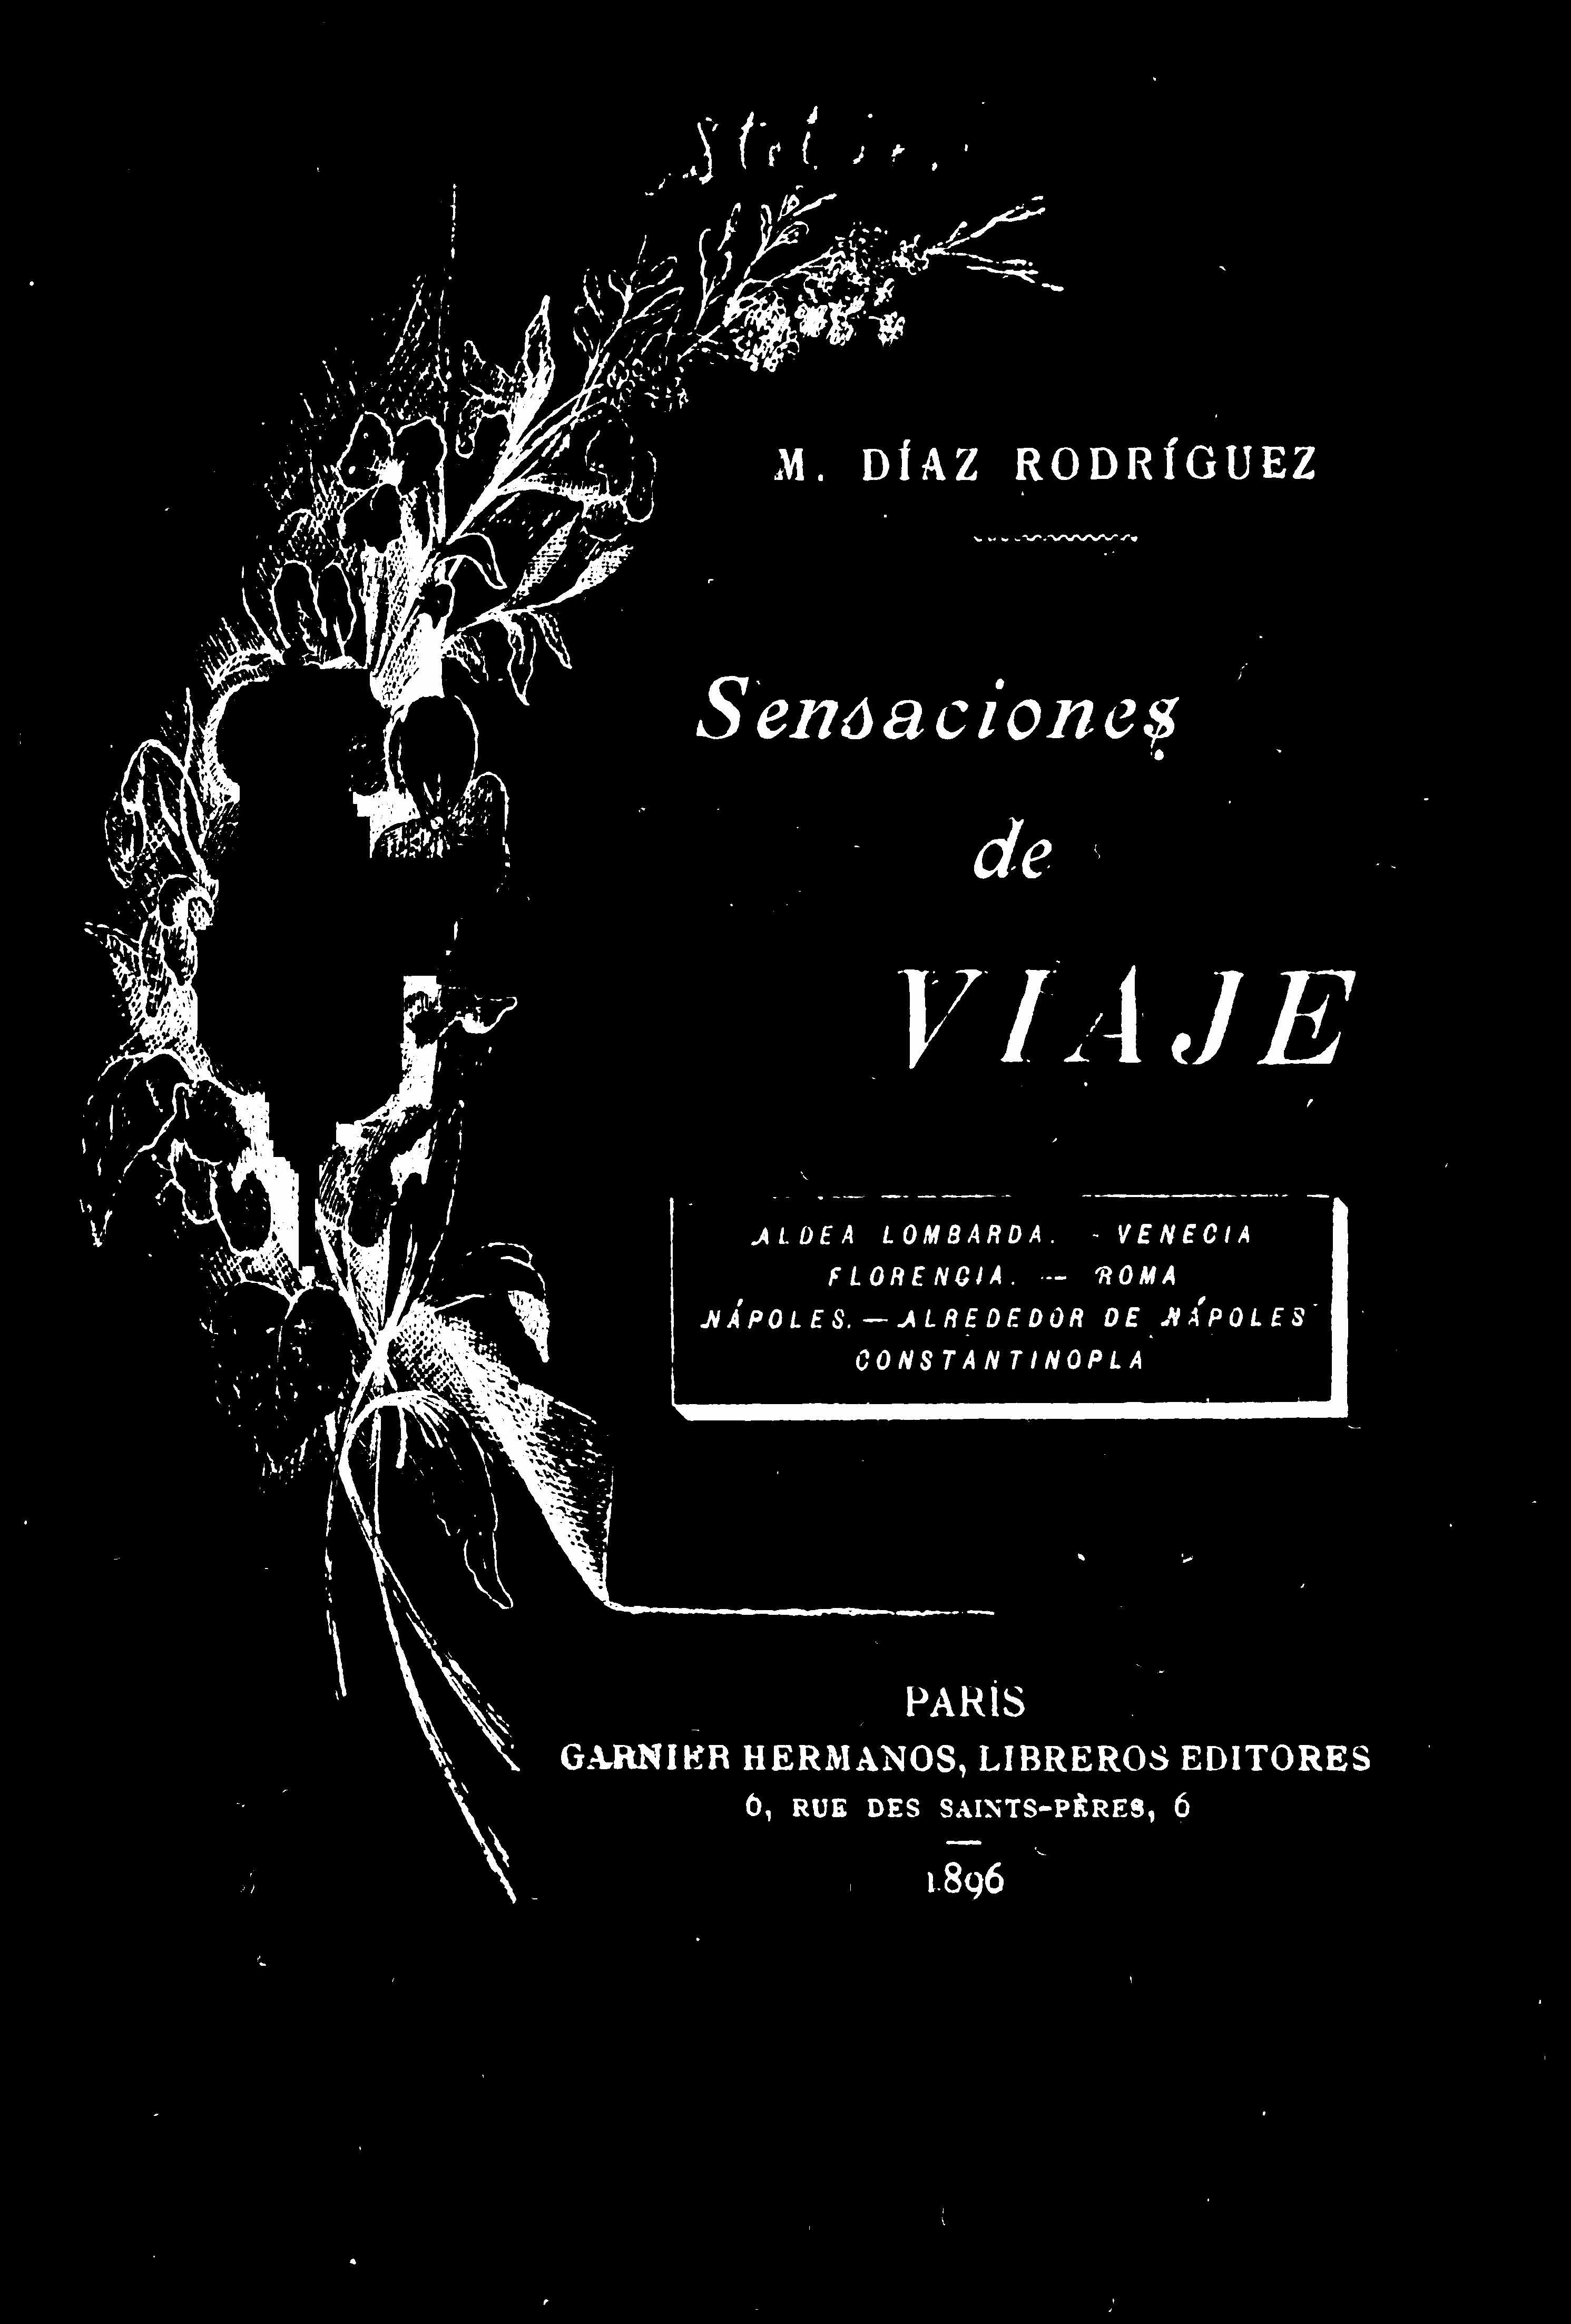 M. DÍAZ RODRÍGUEZ
Sensaciones
de
VIAJE
ALDEA LOMBARDA. - VENECIA
FLORENCIA. — ROMA
NÁPOLES. — ALREDEDOR DE NÁPOLES
CONSTANTINOPLA
PARÍS
GARNIER HERMANOS, LIBREROS EDITORES
6, RUE DES SAINTS-PÈRES, 6
1896